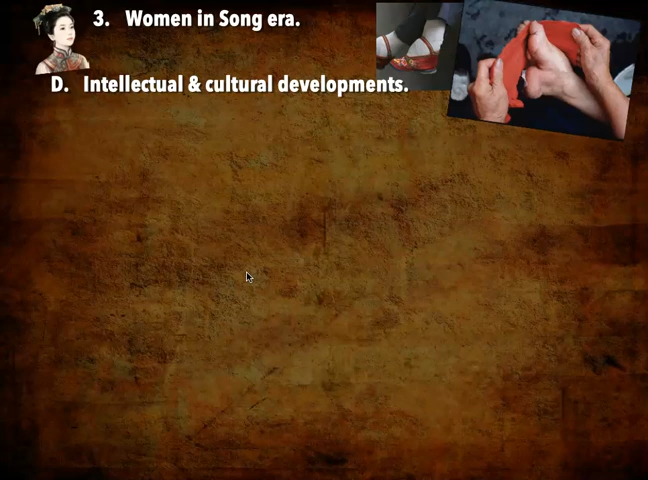 3. Women in Song era.
D. Intellectual & cultural developments.